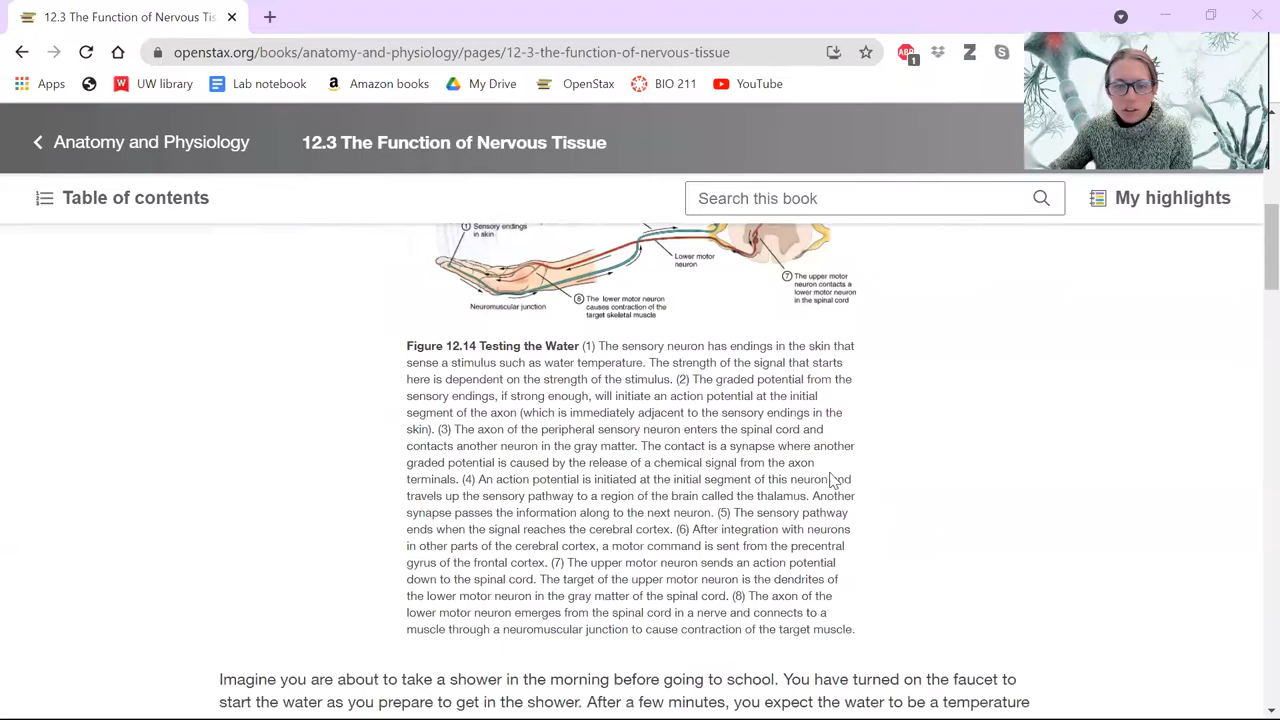 12.3 The Function of Nervous Tis
openstax.org/books/anatomy-and-physiology/pages/12-3-the-function-of-nervous-tissue
ABP
1
Z
S
Apps
W UW library
Lab notebook
a Amazon books
My Drive
OpenStax
BIO 211
YouTube
Anatomy and Physiology
12.3 The Function of Nervous Tissue
Table of contents
Search this book
My highlights
1 Sensory endings
in skin
Lower motor
neuron
7 The upper motor
neuron contacts a
lower motor neuron
in the spinal cord
Neuromuscular junction
8 The lower motor neuron
causes contraction of the
target skeletal muscle
Figure 12.14 Testing the Water (1) The sensory neuron has endings in the skin that
sense a stimulus such as water temperature. The strength of the signal that starts
here is dependent on the strength of the stimulus. (2) The graded potential from the
sensory endings, if strong enough, will initiate an action potential at the initial
segment of the axon (which is immediately adjacent to the sensory endings in the
skin). (3) The axon of the peripheral sensory neuron enters the spinal cord and
contacts another neuron in the gray matter. The contact is a synapse where another
graded potential is caused by the release of a chemical signal from the axon
terminals. (4) An action potential is initiated at the initial segment of this neuron and
travels up the sensory pathway to a region of the brain called the thalamus. Another
synapse passes the information along to the next neuron. (5) The sensory pathway
ends when the signal reaches the cerebral cortex. (6) After integration with neurons
in other parts of the cerebral cortex, a motor command is sent from the precentral
gyrus of the frontal cortex. (7) The upper motor neuron sends an action potential
down to the spinal cord. The target of the upper motor neuron is the dendrites of
the lower motor neuron in the gray matter of the spinal cord. (8) The axon of the
lower motor neuron emerges from the spinal cord in a nerve and connects to a
muscle through a neuromuscular junction to cause contraction of the target muscle.
Imagine you are about to take a shower in the morning before going to school. You have turned on the faucet to
start the water as you prepare to get in the shower. After a few minutes, you expect the water to be a temperature